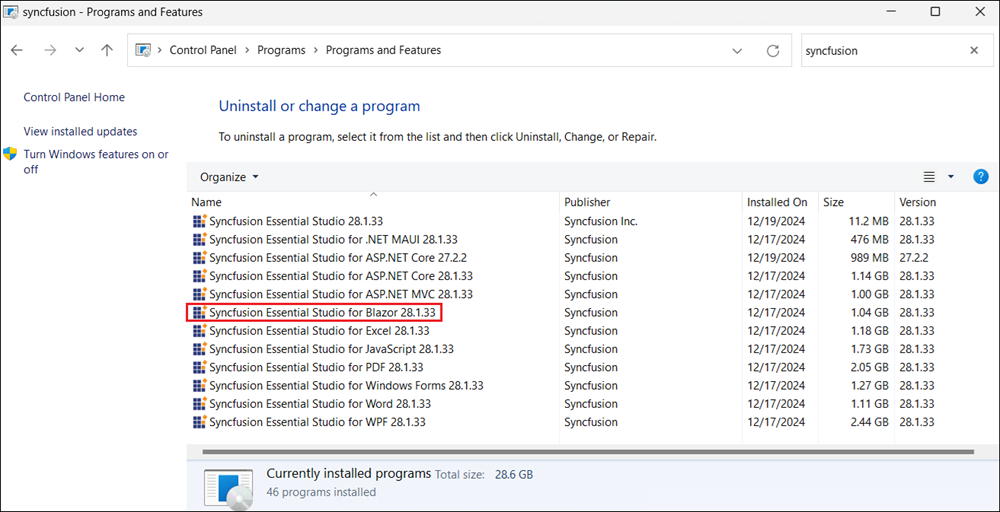 syncfusion - Programs and Features
Control Panel > Programs > Programs and Features
syncfusion
Control Panel Home
View installed updates
Turn Windows features on or
off
Uninstall or change a program
To uninstall a program, select it from the list and then click Uninstall, Change, or Repair.
Organize
?
Name Publisher Installed On Size Version
Syncfusion Essential Studio 28.1.33 Syncfusion Inc. 12/19/2024 11.2 MB 28.1.33
Syncfusion Essential Studio for .NET MAUI 28.1.33 Syncfusion 12/17/2024 476 MB 28.1.33
Syncfusion Essential Studio for ASP.NET Core 27.2.2 Syncfusion 12/19/2024 989 MB 27.2.2
Syncfusion Essential Studio for ASP.NET Core 28.1.33 Syncfusion 12/17/2024 1.14 GB 28.1.33
Syncfusion Essential Studio for ASP.NET MVC 28.1.33 Syncfusion 12/17/2024 1.00 GB 28.1.33
Syncfusion Essential Studio for Blazor 28.1.33 Syncfusion 12/17/2024 1.04 GB 28.1.33
Syncfusion Essential Studio for Excel 28.1.33 Syncfusion 12/17/2024 1.18 GB 28.1.33
Syncfusion Essential Studio for JavaScript 28.1.33 Syncfusion 12/17/2024 1.73 GB 28.1.33
Syncfusion Essential Studio for PDF 28.1.33 Syncfusion 12/17/2024 2.05 GB 28.1.33
Syncfusion Essential Studio for Windows Forms 28.1.33 Syncfusion 12/17/2024 1.27 GB 28.1.33
Syncfusion Essential Studio for Word 28.1.33 Syncfusion 12/17/2024 1.11 GB 28.1.33
Syncfusion Essential Studio for WPF 28.1.33 Syncfusion 12/17/2024 2.44 GB 28.1.33
Currently installed programs Total size: 28.6 GB
46 programs installed